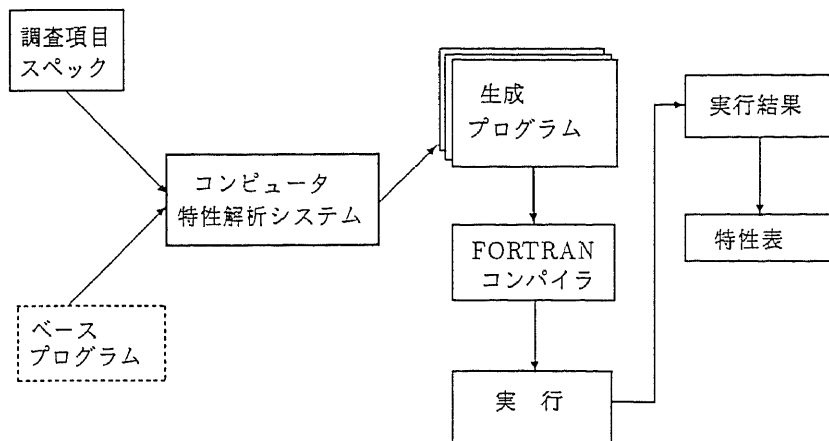 調査項目
スペック
コンピュータ
特性解析システム
ベース
プログラム
生成
プログラム
FORTRAN
コンパイラ
実 行
実行結果
特性表